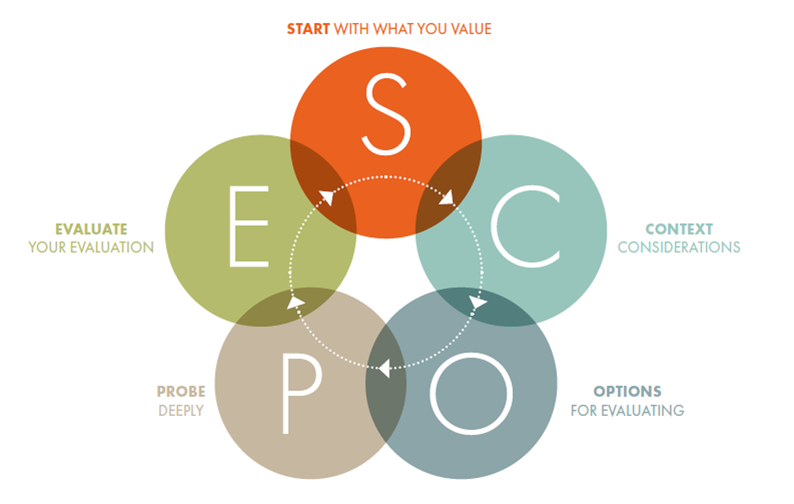 START WITH WHAT YOU VALUE
S
E
C
EVALUATE
YOUR EVALUATION
CONTEXT
CONSIDERATIONS
P
O
PROBE
DEEPLY
OPTIONS
FOR EVALUATING